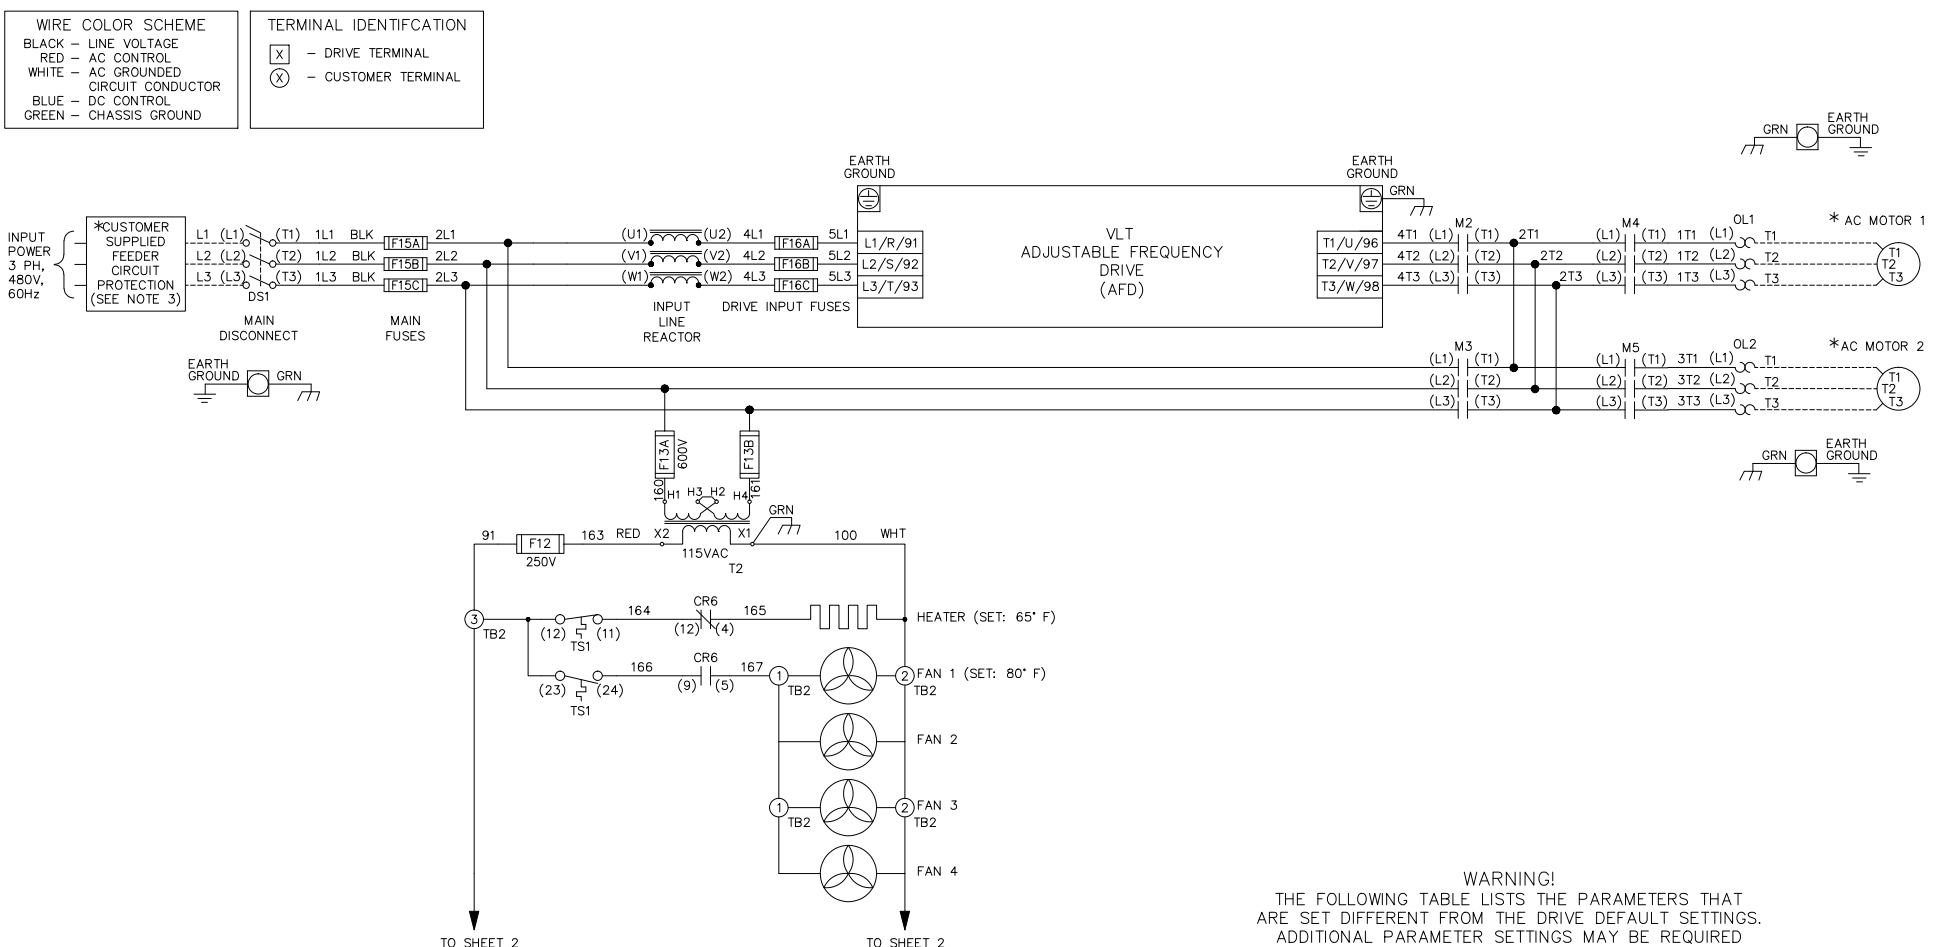 WIRE COLOR SCHEME
BLACK – LINE VOLTAGE
RED – AC CONTROL
WHITE – AC GROUNDED
CIRCUIT CONDUCTOR
BLUE – DC CONTROL
GREEN – CHASSIS GROUND
TERMINAL IDENTIFCATION
X – DRIVE TERMINAL
X – CUSTOMER TERMINAL
INPUT
POWER
3 PH,
480V,
60Hz
*CUSTOMER
SUPPLIED
FEEDER
CIRCUIT
PROTECTION
(SEE NOTE 3)
L1 (L1) (T1) 1L1 BLK F15A 2L1
L2 (L2) (T2) 1L2 BLK F15B 2L2
L3 (L3) (T3) 1L3 BLK F15C 2L3
DS1
MAIN
DISCONNECT
MAIN
FUSES
EARTH
GROUND GRN
(U1) (U2) 4L1 F16A 5L1
(V1) (V2) 4L2 F16B 5L2
(W1) (W2) 4L3 F16C 5L3
INPUT
LINE
REACTOR
DRIVE INPUT FUSES
EARTH
GROUND
L1/R/91
L2/S/92
L3/T/93
VLT
ADJUSTABLE FREQUENCY
DRIVE
(AFD)
EARTH
GROUND
GRN
T1/U/96
T2/V/97
T3/W/98
M2
4T1 (L1) (T1) 2T1
4T2 (L2) (T2) 2T2
4T3 (L3) (T3) 2T3
M4
(L1) (T1) 1T1 (L1)
(L2) (T2) 1T2 (L2)
(L3) (T3) 1T3 (L3)
OL1
T1
T2
T3
* AC MOTOR 1
T1
T2
T3
GRN
EARTH
GROUND
M3
(L1) (T1)
(L2) (T2)
(L3) (T3)
M5
(L1) (T1) 3T1 (L1)
(L2) (T2) 3T2 (L2)
(L3) (T3) 3T3 (L3)
OL2
T1
T2
T3
*AC MOTOR 2
T1
T2
T3
GRN
EARTH
GROUND
F13A
600V
F13B
160
161
H1 H3 H2 H4
GRN
91 F12 163 RED X2 X1 100 WHT
250V
115VAC
T2
3
TB2
(12) (11)
TS1
164
CR6
(12) (4)
165
HEATER (SET: 65° F)
(23) (24)
TS1
166
CR6
(9) (5)
167
1
TB2
2
TB2
FAN 1 (SET: 80° F)
FAN 2
1
TB2
2
TB2
FAN 3
FAN 4
TO SHEET 2
TO SHEET 2
WARNING!
THE FOLLOWING TABLE LISTS THE PARAMETERS THAT
ARE SET DIFFERENT FROM THE DRIVE DEFAULT SETTINGS.
ADDITIONAL PARAMETER SETTINGS MAY BE REQUIRED